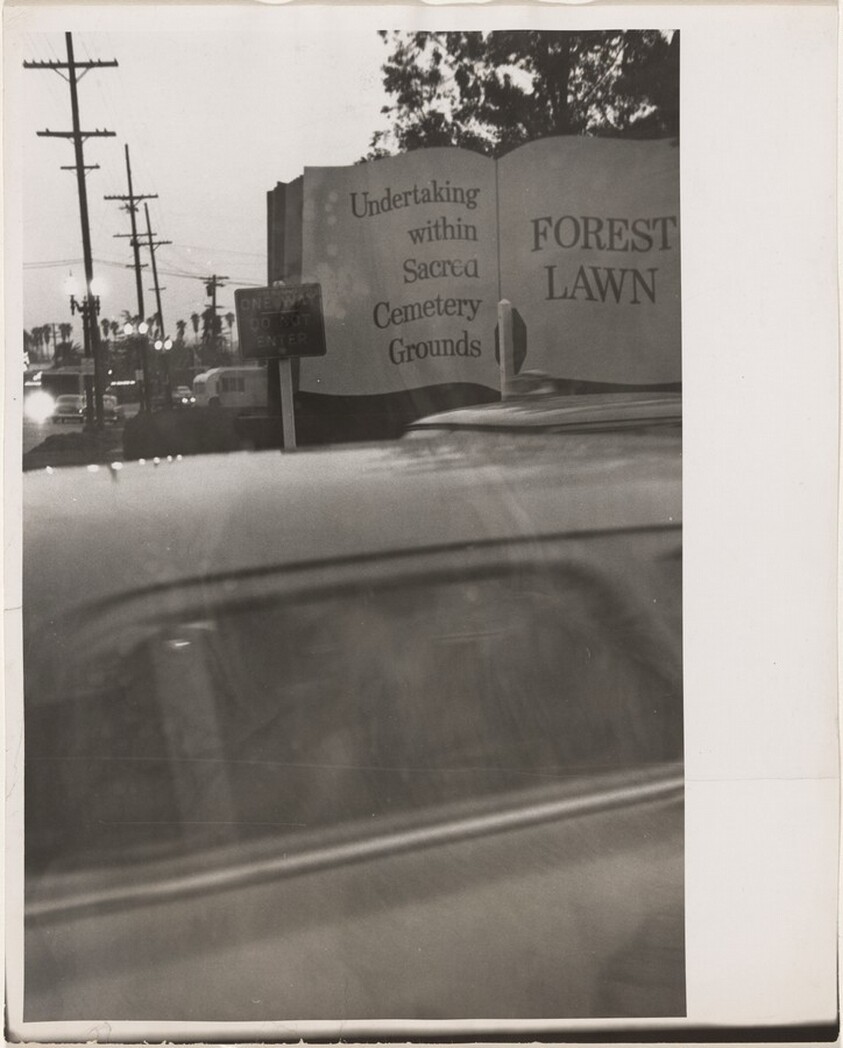 Undertaking
within
Sacred
Cemetery
Grounds
FOREST
LAWN
ONE WAY
DO NOT
ENTER